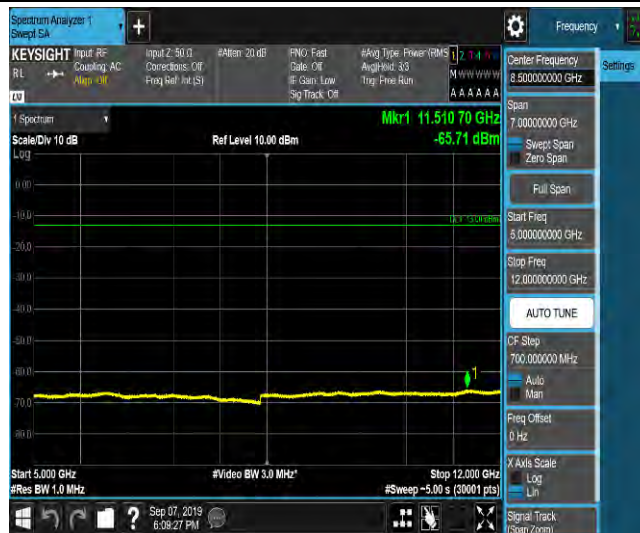 Spectrum Analyzer 1
Swept SA
Frequency
KEYSIGHT
RL
Input: RF
Coupling: AC
Align: Off
Input Z: 50 Ω
Corrections: Off
Freq Ref: Int (S)
#Atten: 20 dB
PNO: Fast
Gate: Off
IF Gain: Low
Sig Track: Off
#Avg Type: Power (RMS
Avg|Hold: 3/3
Trig: Free Run
M W W W W W
A A A A A A
1 Spectrum
Scale/Div 10 dB
Log
Ref Level 10.00 dBm
Mkr1 11.510 70 GHz
-65.71 dBm
0.00
-10.0
-20.0
-30.0
-40.0
-50.0
-60.0
-70.0
-80.0
DL1 -13.00 dBm
1
Start 5.000 GHz
#Res BW 1.0 MHz
#Video BW 3.0 MHz*
Stop 12.000 GHz
#Sweep ~5.00 s (30001 pts)
Sep 07, 2019
6:09:27 PM
Center Frequency
8.500000000 GHz
Settings
Span
7.00000000 GHz
Swept Span
Zero Span
Full Span
Start Freq
5.000000000 GHz
Stop Freq
12.000000000 GHz
AUTO TUNE
CF Step
700.000000 MHz
Auto
Man
Freq Offset
0 Hz
X Axis Scale
Log
Lin
Signal Track
(Span Zoom)